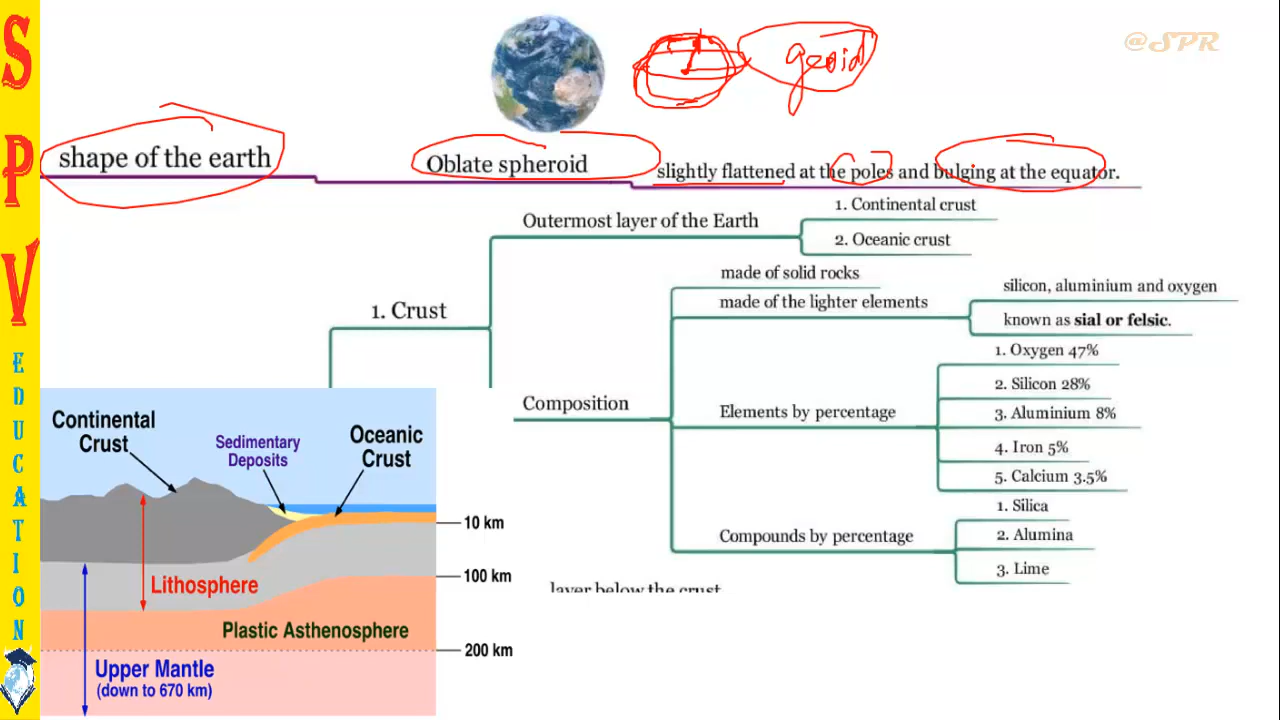 SPV EDUCATION
@SPR
geoid
shape of the earth
Oblate spheroid
slightly flattened at the poles and bulging at the equator.
1. Crust
Outermost layer of the Earth
1. Continental crust
2. Oceanic crust
Composition
made of solid rocks
made of the lighter elements
silicon, aluminium and oxygen
known as sial or felsic.
Elements by percentage
1. Oxygen 47%
2. Silicon 28%
3. Aluminium 8%
4. Iron 5%
5. Calcium 3.5%
Compounds by percentage
1. Silica
2. Alumina
3. Lime
layer below the crust
Continental
Crust
Sedimentary
Deposits
Oceanic
Crust
10 km
100 km
Lithosphere
Plastic Asthenosphere
200 km
Upper Mantle
(down to 670 km)